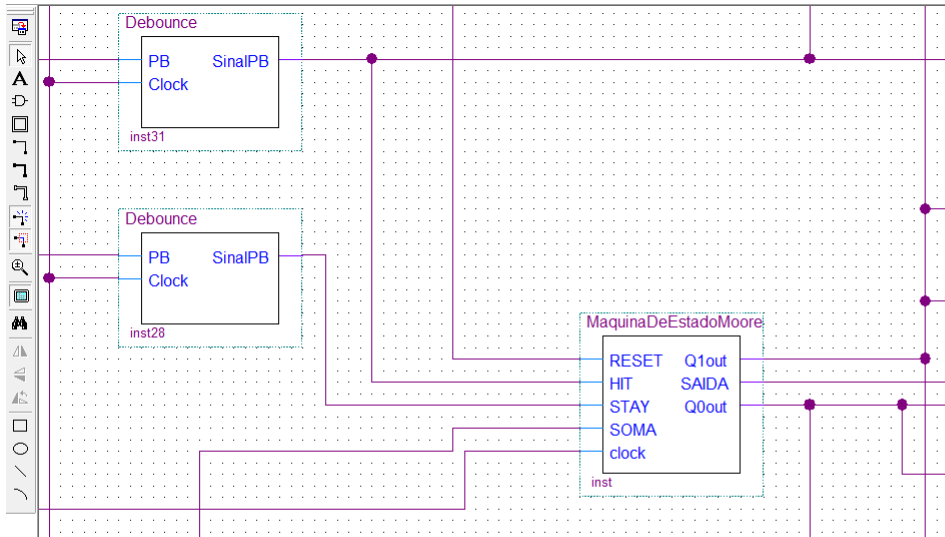 Debounce
PB SinalPB
Clock
inst31
Debounce
PB SinalPB
Clock
inst28
MaquinaDeEstadoMoore
RESET Q1out
HIT SAIDA
STAY Q0out
SOMA
clock
inst
A